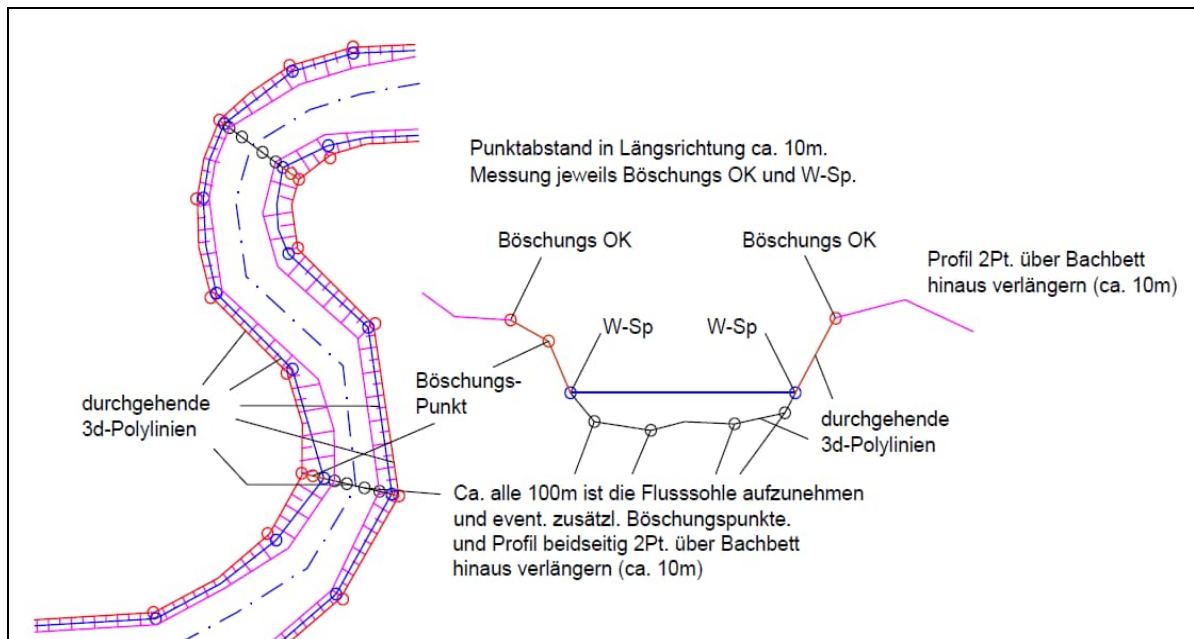 Punktabstand in Längsrichtung ca. 10m.
Messung jeweils Böschungs OK und W-Sp.
Böschungs OK
Böschungs OK
Profil 2Pt. über Bachbett
hinaus verlängern (ca. 10m)
W-Sp
W-Sp
Böschungs-
Punkt
durchgehende
3d-Polylinien
durchgehende
3d-Polylinien
Ca. alle 100m ist die Flusssohle aufzunehmen
und event. zusätzl. Böschungspunkte.
und Profil beidseitig 2Pt. über Bachbett
hinaus verlängern (ca. 10m)